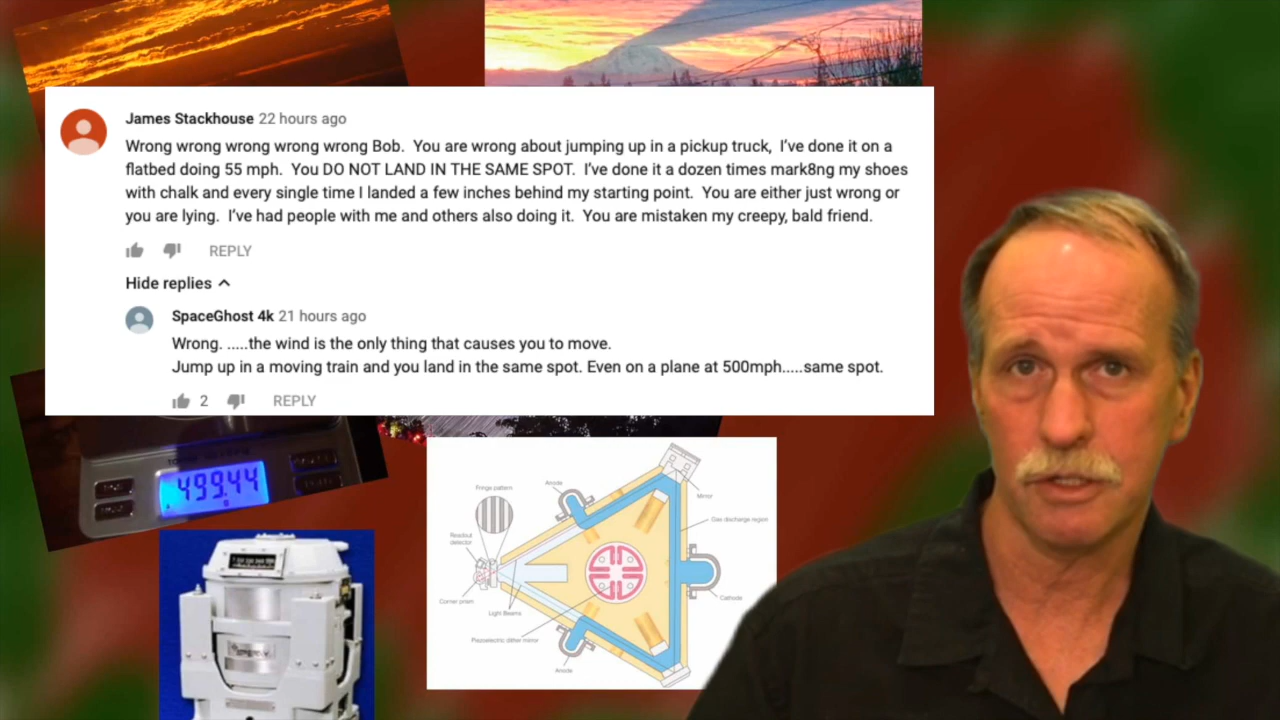 James Stackhouse 22 hours ago
Wrong wrong wrong wrong wrong Bob. You are wrong about jumping up in a pickup truck, I've done it on a
flatbed doing 55 mph. You DO NOT LAND IN THE SAME SPOT. I've done it a dozen times mark8ng my shoes
with chalk and every single time I landed a few inches behind my starting point. You are either just wrong or
you are lying. I've had people with me and others also doing it. You are mistaken my creepy, bald friend.
REPLY
Hide replies
SpaceGhost 4k 21 hours ago
Wrong. .....the wind is the only thing that causes you to move.
Jump up in a moving train and you land in the same spot. Even on a plane at 500mph.....same spot.
2 REPLY
499.44
Fringe pattern
Anode
Mirror
Gas discharge region
Readout
detector
Corner prism
Light Beams
Cathode
Piezoelectric dither mirror
Anode